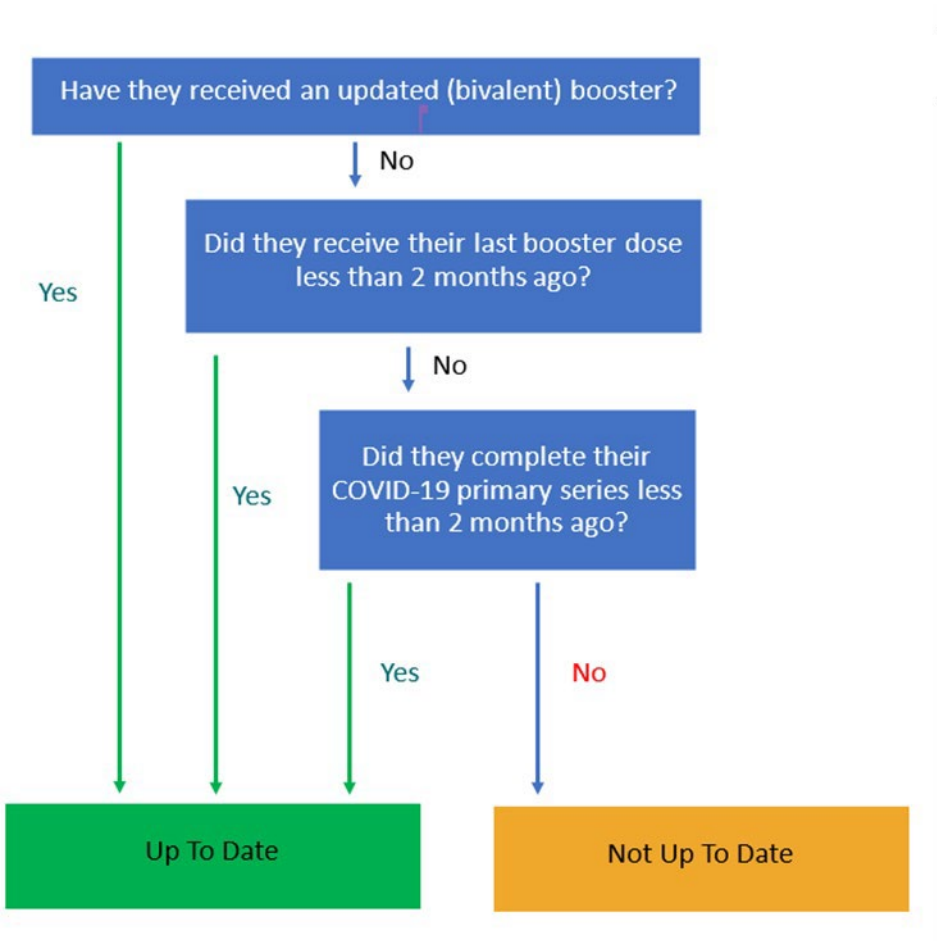 Have they received an updated (bivalent) booster?
No
Did they receive their last booster dose
less than 2 months ago?
Yes
No
Did they complete their
COVID-19 primary series less
than 2 months ago?
Yes
Yes
No
Up To Date
Not Up To Date